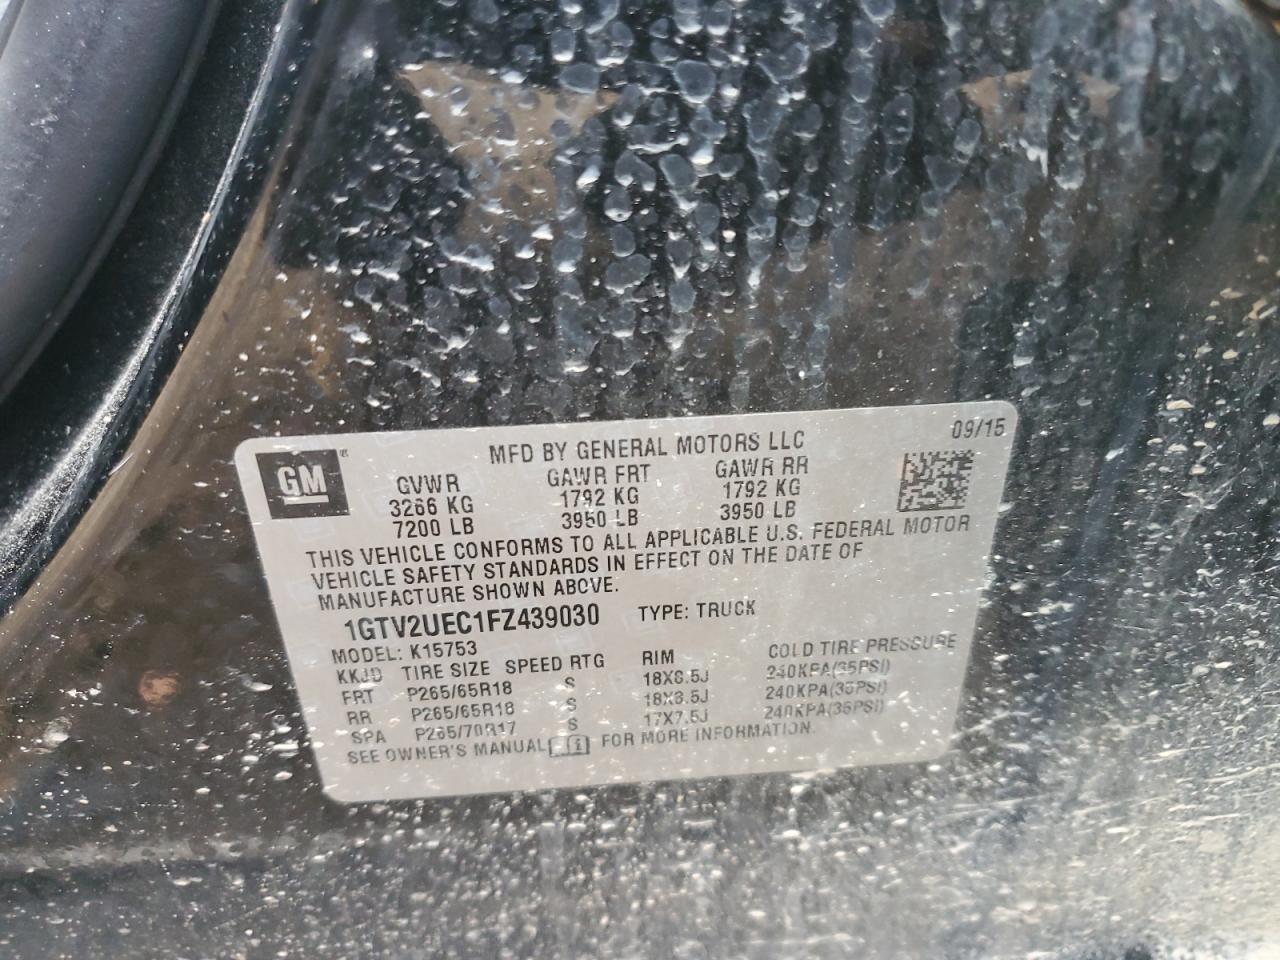 MFD BY GENERAL MOTORS LLC 09/15
GM
GVWR GAWR FRT GAWR RR
3266 KG 1792 KG 1792 KG
7200 LB 3950 LB 3950 LB
THIS VEHICLE CONFORMS TO ALL APPLICABLE U.S. FEDERAL MOTOR
VEHICLE SAFETY STANDARDS IN EFFECT ON THE DATE OF
MANUFACTURE SHOWN ABOVE.
1GTV2UEC1FZ439030 TYPE: TRUCK
MODEL: K15753
KKJD TIRE SIZE SPEED RTG RIM COLD TIRE PRESSURE
FRT P265/65R18 S 18X8.5J 240KPA(35PSI)
RR P265/65R18 S 18X8.5J 240KPA(35PSI)
SPA P265/70R17 S 17X7.5J 240KPA(35PSI)
SEE OWNER'S MANUAL FOR MORE INFORMATION.